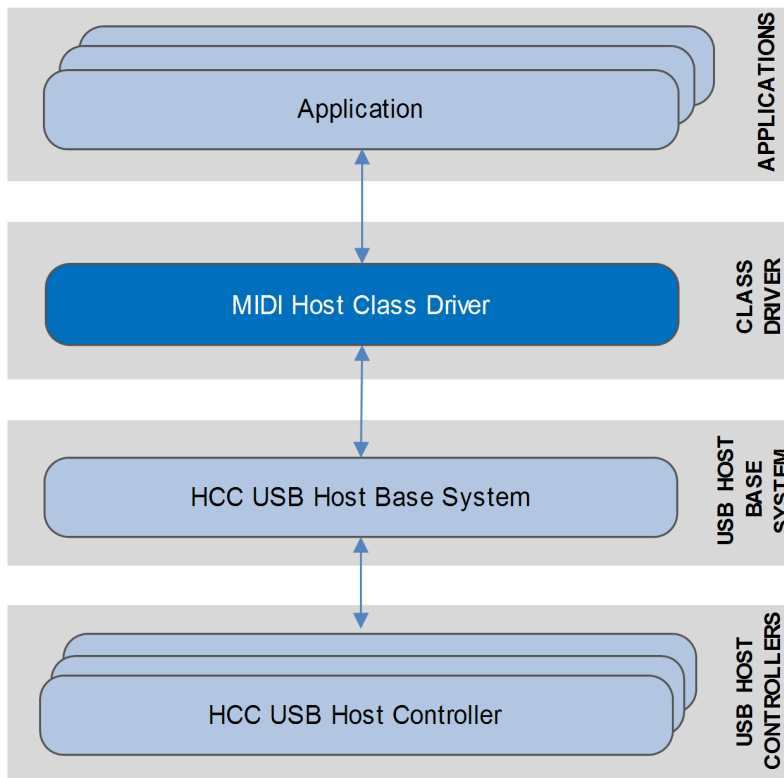 Application
APPLICATIONS
MIDI Host Class Driver
CLASS
DRIVER
HCC USB Host Base System
USB HOST
BASE
SYSTEM
HCC USB Host Controller
USB HOST
CONTROLLERS